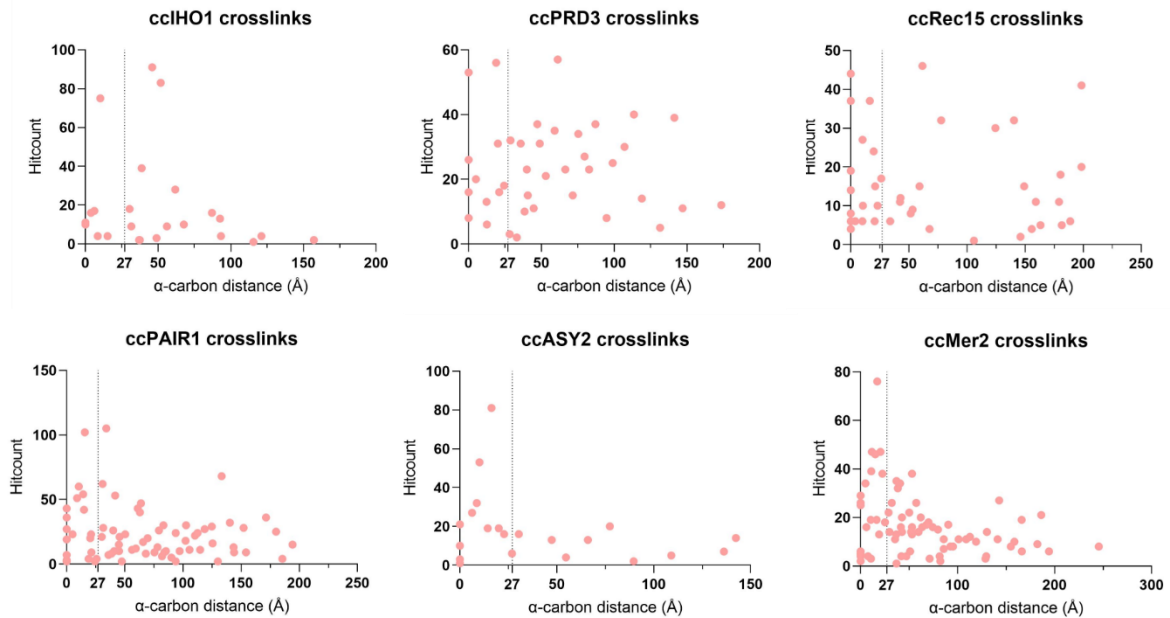 ccIHO1 crosslinks
100
80
60
40
20
0
Hitcount
0 27 50 100 150 200
α-carbon distance (Å)
ccPRD3 crosslinks
60
40
20
0
Hitcount
0 27 50 100 150 200
α-carbon distance (Å)
ccRec15 crosslinks
50
40
30
20
10
0
Hitcount
0 27 50 100 150 200 250
α-carbon distance (Å)
ccPAIR1 crosslinks
150
100
50
0
Hitcount
0 27 50 100 150 200 250
α-carbon distance (Å)
ccASY2 crosslinks
100
80
60
40
20
0
Hitcount
0 27 50 100 150
α-carbon distance (Å)
ccMer2 crosslinks
80
60
40
20
0
Hitcount
0 27 100 200 300
α-carbon distance (Å)